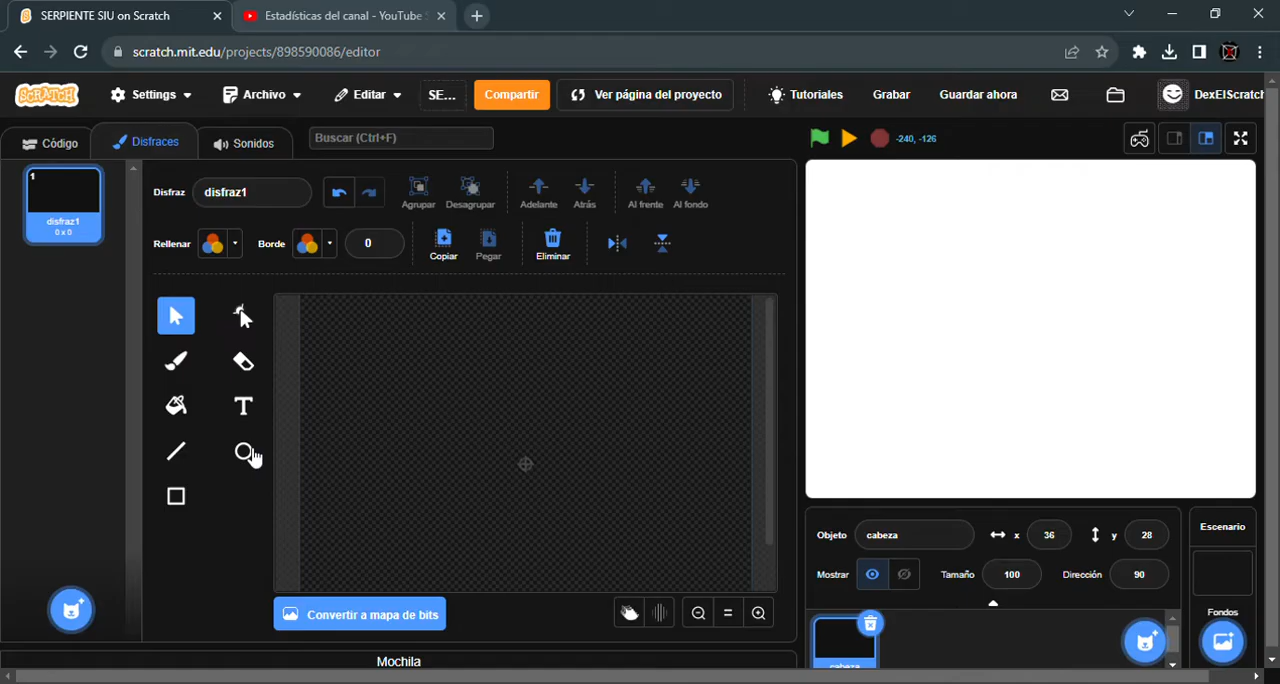 SERPIENTE SIU on Scratch
Estadísticas del canal - YouTube S
scratch.mit.edu/projects/898590086/editor
SCRATCH
Settings
Archivo
Editar
SE...
Compartir
Ver página del proyecto
Tutoriales
Grabar
Guardar ahora
DexElScratch
Código
Disfraces
Sonidos
Buscar (Ctrl+F)
-240, -126
1
disfraz1
0 x 0
Disfraz
disfraz1
Agrupar
Desagrupar
Adelante
Atrás
Al frente
Al fondo
Rellenar
Borde
0
Copiar
Pegar
Eliminar
T
Convertir a mapa de bits
Mochila
Objeto
cabeza
x
36
y
28
Mostrar
Tamaño
100
Dirección
90
cabeza
Escenario
Fondos